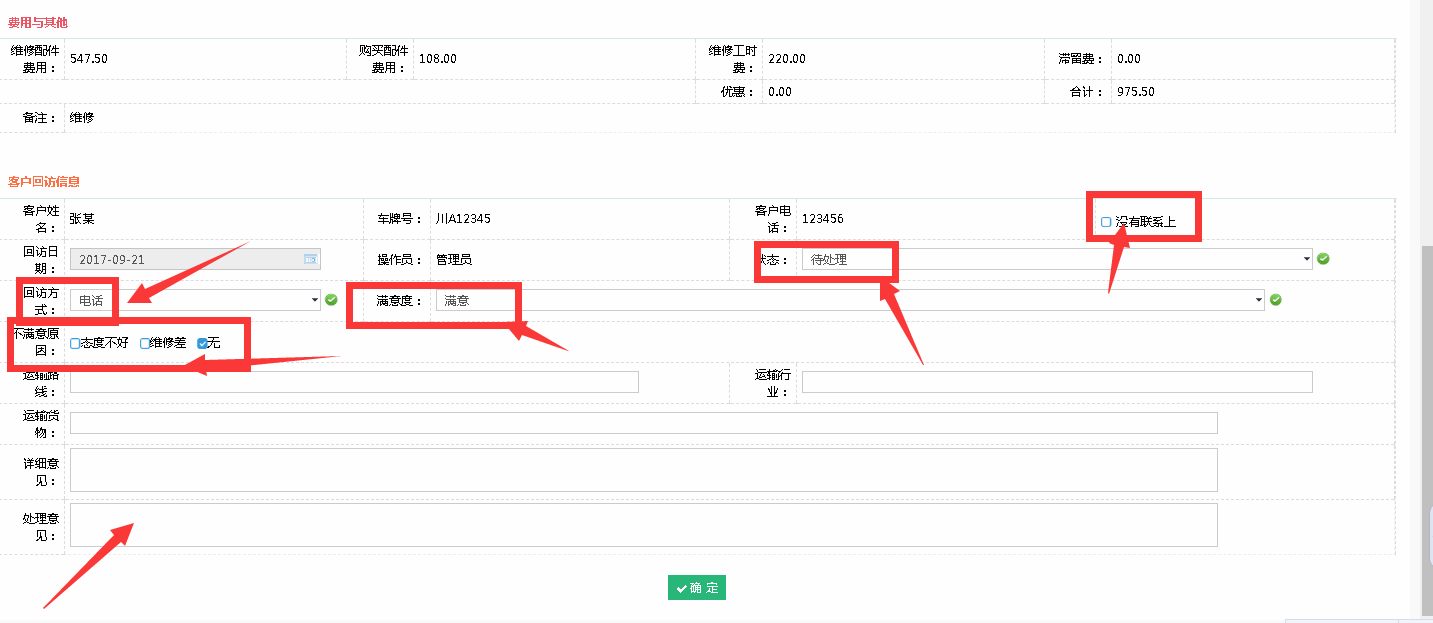 费用与其他
维修配件费用： 547.50 购买配件费用： 108.00 维修工时费： 220.00 滞留费： 0.00
优惠： 0.00 合计： 975.50
备注： 维修
客户回访信息
客户姓名： 张某 车牌号： 川A12345 客户电话： 123456 没有联系上
回访日期： 2017-09-21 操作员： 管理员 状态： 待处理
回访方式： 电话 满意度： 满意
不满意原因： 态度不好 维修差 无
运输路线： 运输行业：
运输货物：
详细意见：
处理意见：
确 定